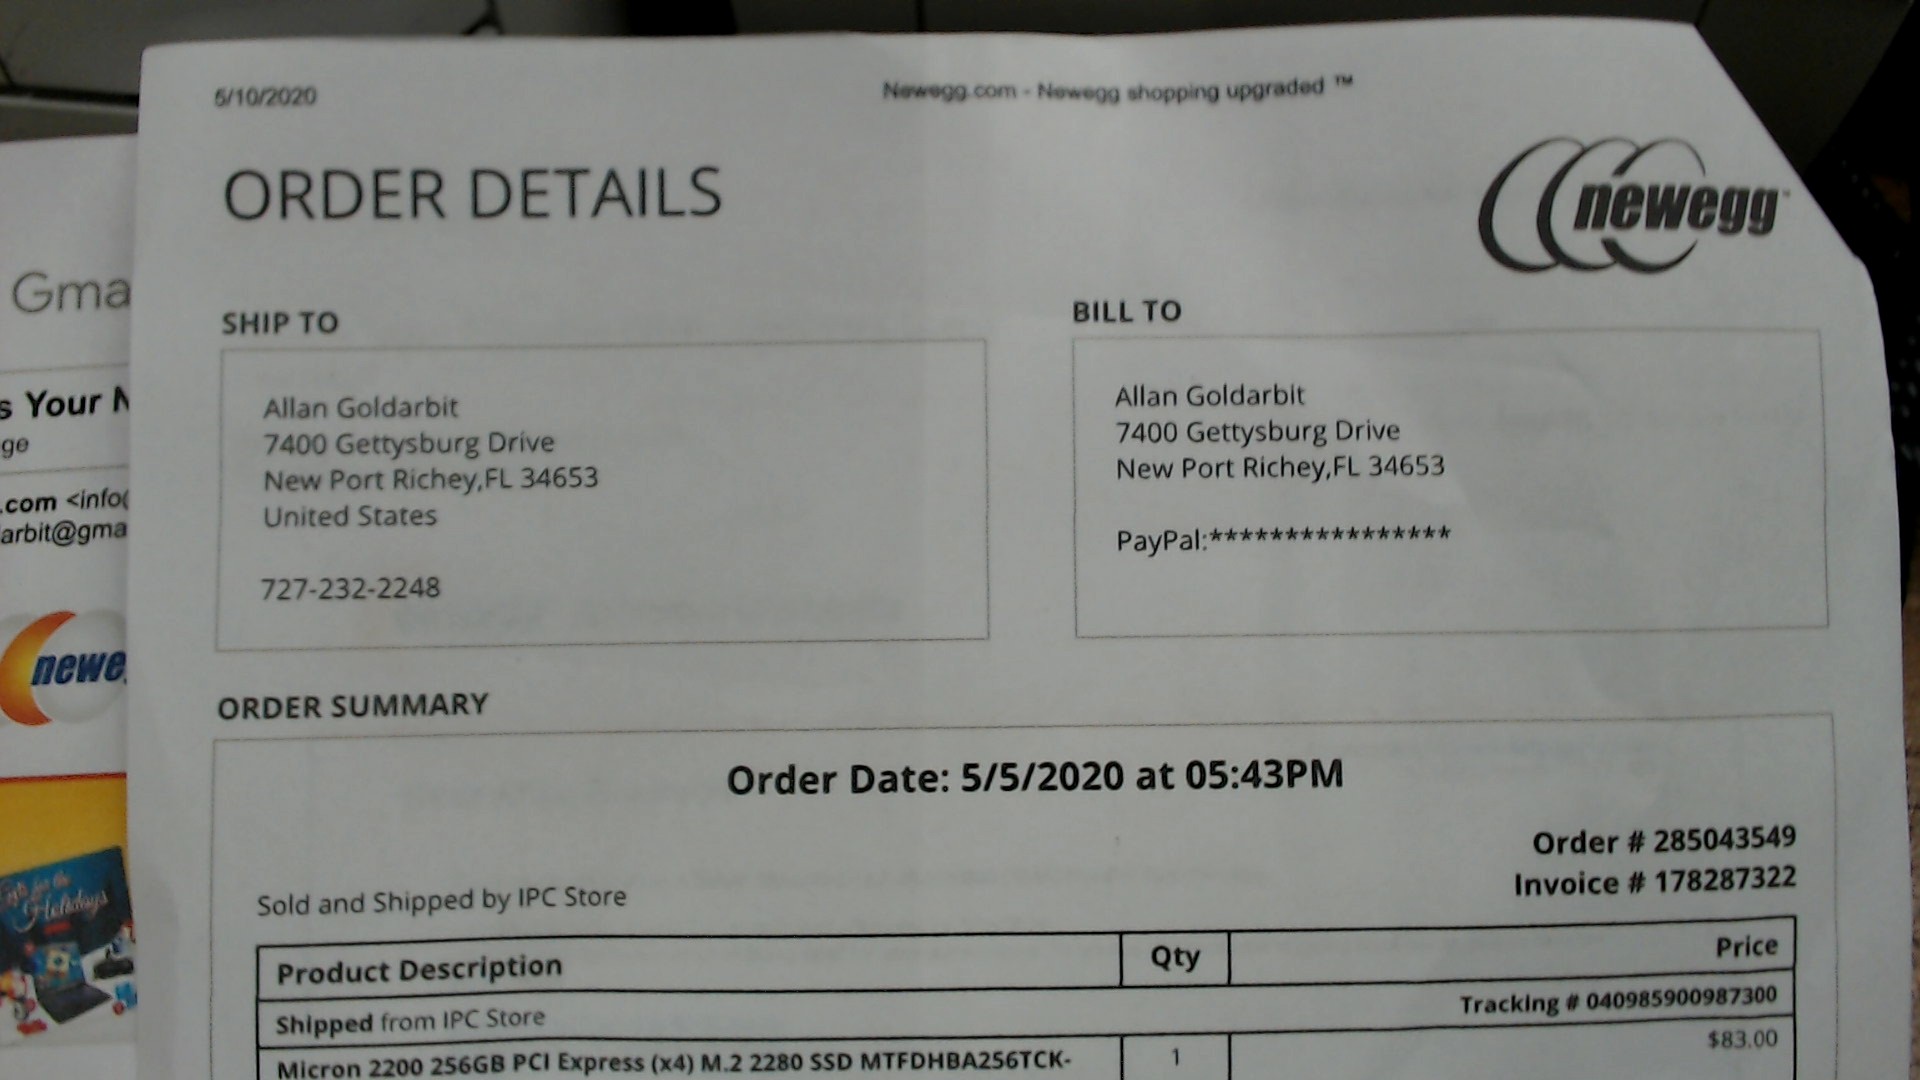 5/10/2020
Newegg.com - Newegg shopping upgraded ™
ORDER DETAILS
newegg
SHIP TO
Allan Goldarbit
7400 Gettysburg Drive
New Port Richey,FL 34653
United States
727-232-2248
BILL TO
Allan Goldarbit
7400 Gettysburg Drive
New Port Richey,FL 34653
PayPal:****************
ORDER SUMMARY
Order Date: 5/5/2020 at 05:43PM
Order # 285043549
Invoice # 178287322
Sold and Shipped by IPC Store
Product Description Qty Price
Shipped from IPC Store Tracking # 040985900987300
Micron 2200 256GB PCI Express (x4) M.2 2280 SSD MTFDHBA256TCK- 1 $83.00
Gma
s Your N
ge
.com <info(
arbit@gma
newe
for the
Holidays